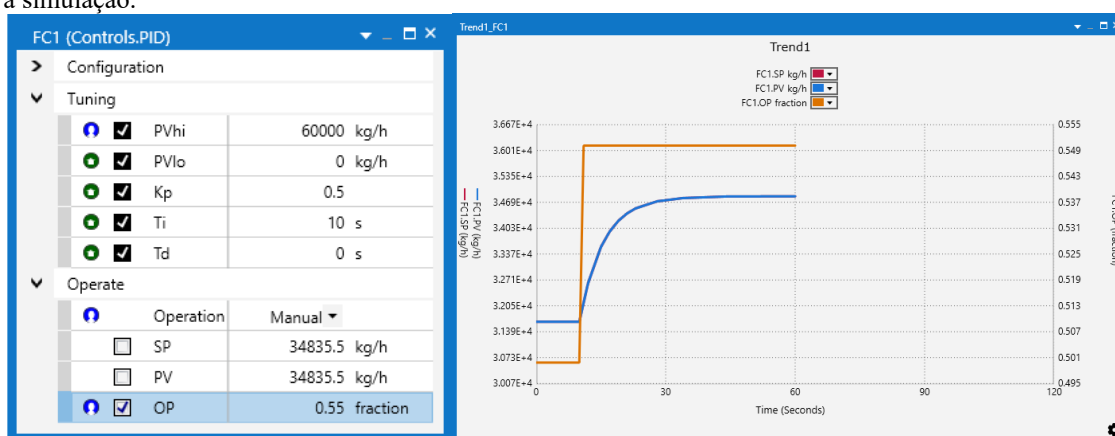 ra simulação.
FC1 (Controls.PID)
Configuration
Tuning
PVhi 60000 kg/h
PVlo 0 kg/h
Kp 0.5
Ti 10 s
Td 0 s
Operate
Operation Manual
SP 34835.5 kg/h
PV 34835.5 kg/h
OP 0.55 fraction
Trend1_FC1
Trend1
FC1.SP kg/h
FC1.PV kg/h
FC1.OP fraction
3.667E+4 0.555
3.601E+4 0.549
3.535E+4 0.543
3.469E+4 0.537
3.403E+4 0.531
3.337E+4 0.525
3.271E+4 0.519
3.205E+4 0.513
3.139E+4 0.507
3.073E+4 0.501
3.007E+4 0.495
FC1.PV (kg/h)
FC1.SP (kg/h)
0 30 60 90 120
Time (Seconds)